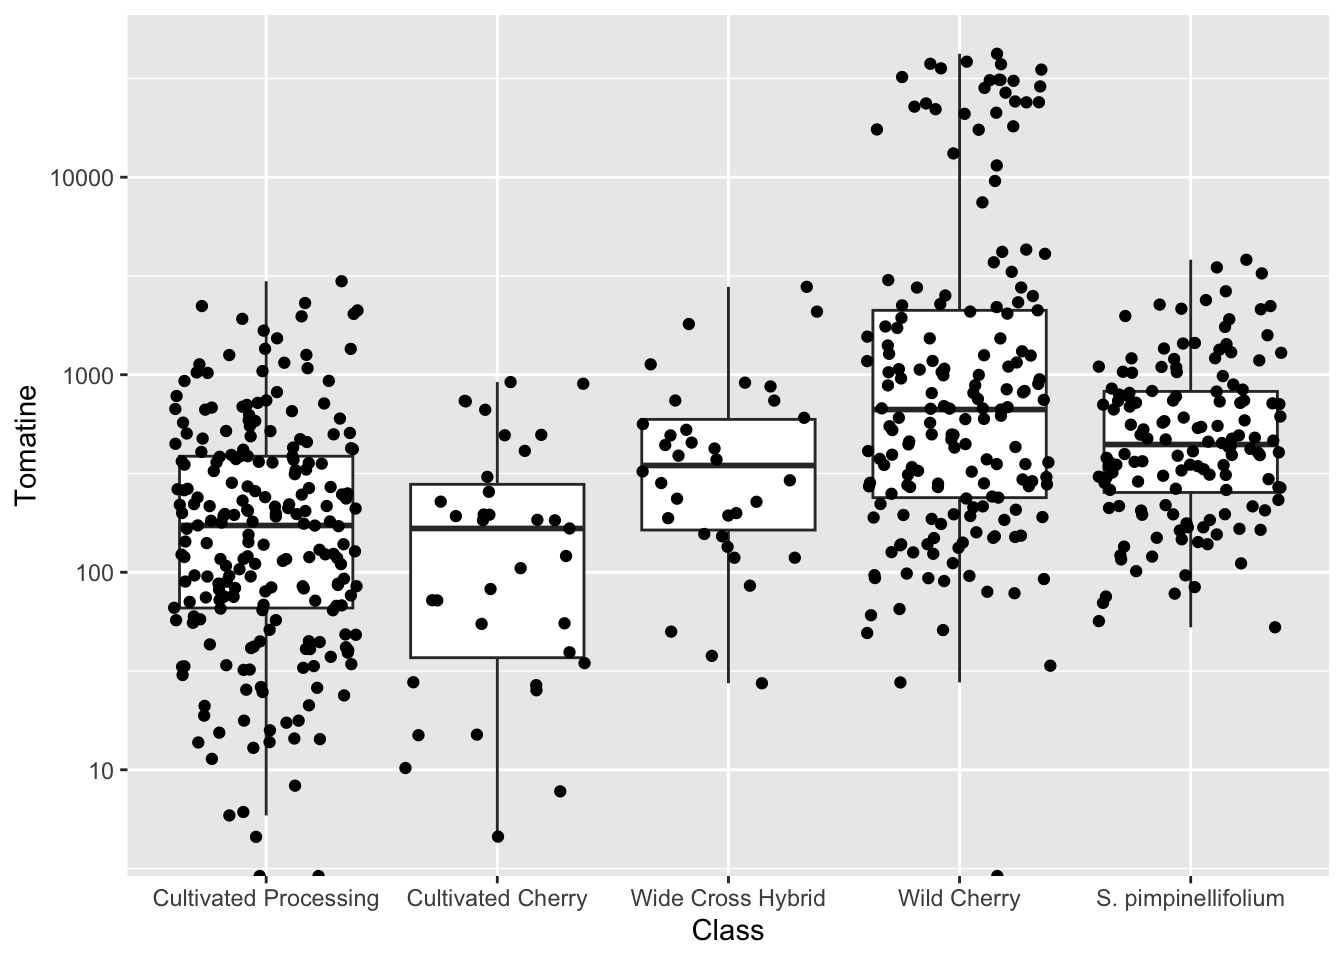 Tomatine
10000
1000
100
10
Cultivated Processing
Cultivated Cherry
Wide Cross Hybrid
Wild Cherry
S. pimpinellifolium
Class